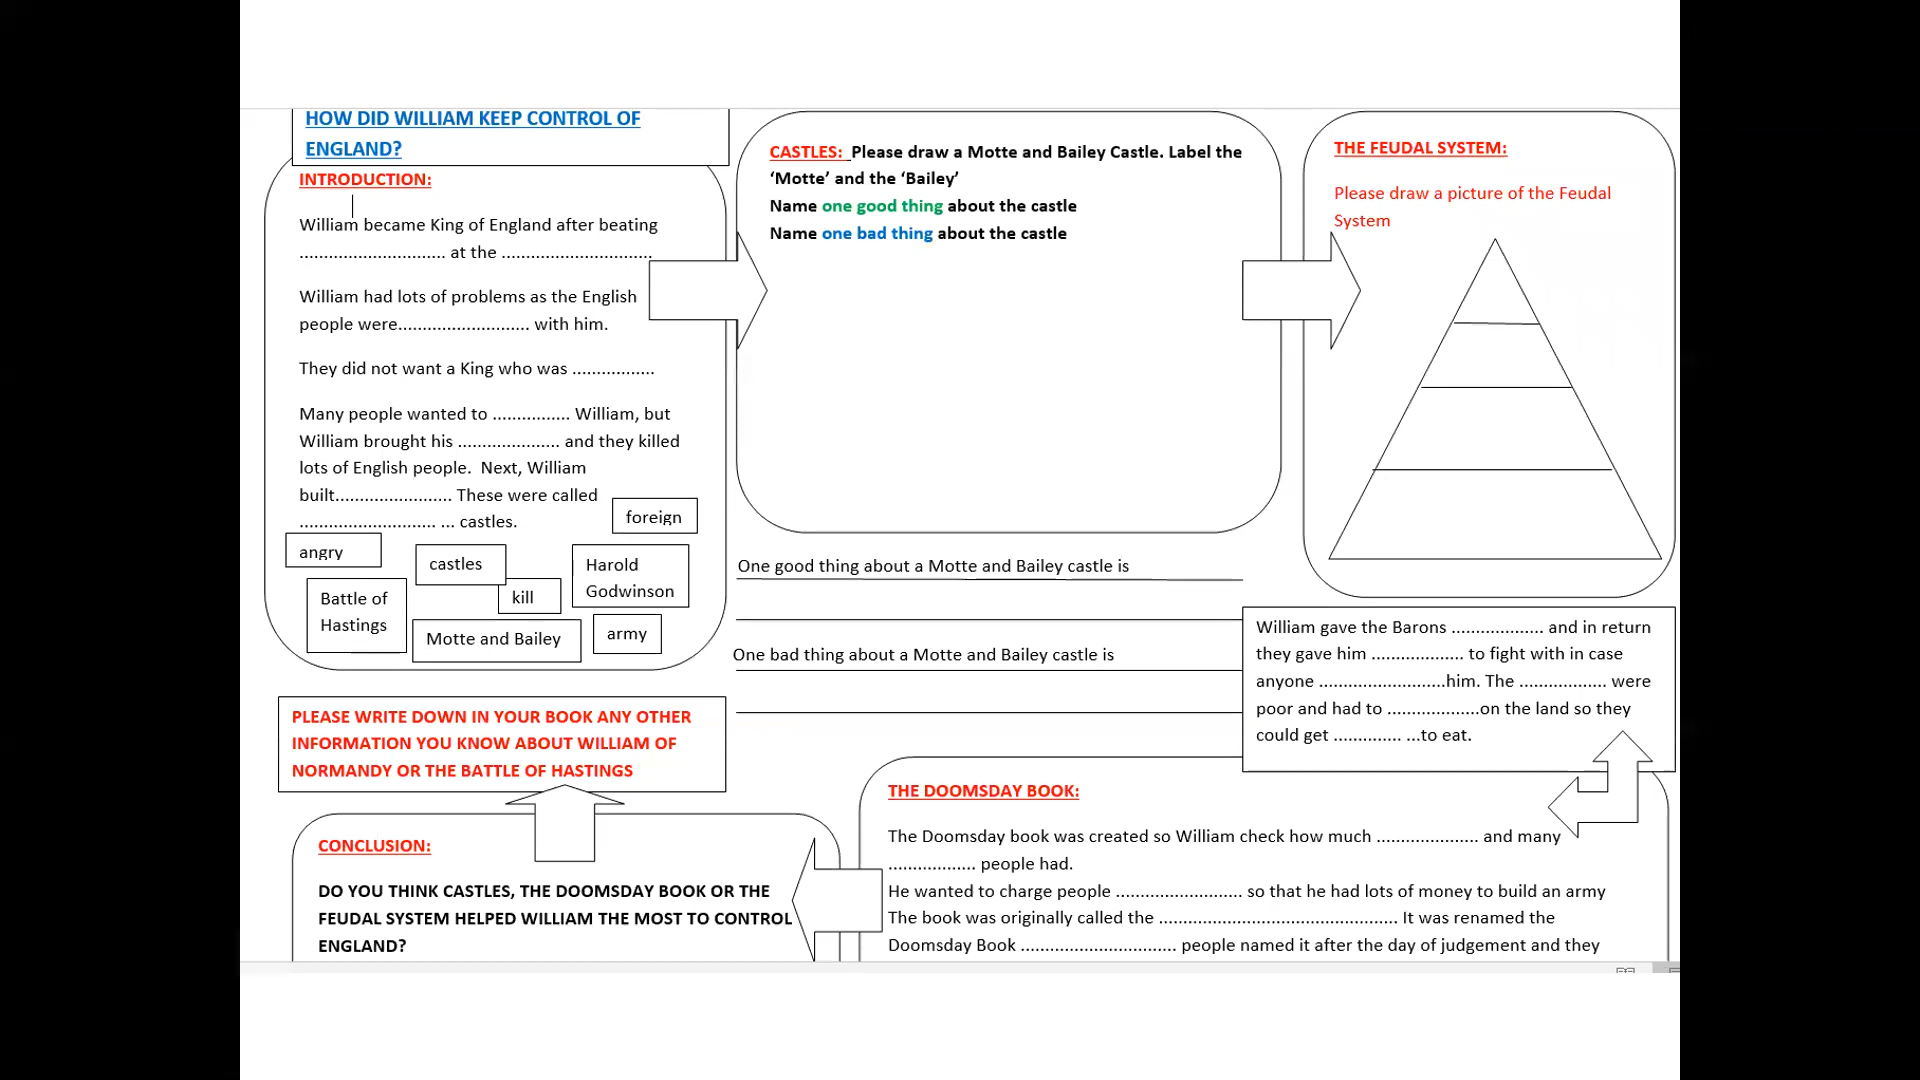 HOW DID WILLIAM KEEP CONTROL OF
ENGLAND?
INTRODUCTION:
William became King of England after beating
............................ at the .............................
William had lots of problems as the English
people were......................... with him.
They did not want a King who was ................
Many people wanted to ............... William, but
William brought his .................... and they killed
lots of English people.  Next, William
built....................... These were called
.......................... ... castles.
foreign
angry
castles
Harold
Godwinson
Battle of
Hastings
kill
Motte and Bailey
army
CASTLES:  Please draw a Motte and Bailey Castle. Label the
‘Motte’ and the ‘Bailey’
Name one good thing about the castle
Name one bad thing about the castle
One good thing about a Motte and Bailey castle is
One bad thing about a Motte and Bailey castle is
THE FEUDAL SYSTEM:
Please draw a picture of the Feudal
System
William gave the Barons .................. and in return
they gave him .................. to fight with in case
anyone .........................him. The ................. were
poor and had to ..................on the land so they
could get ............. ...to eat.
THE DOOMSDAY BOOK:
The Doomsday book was created so William check how much .................... and many
................. people had.
He wanted to charge people ......................... so that he had lots of money to build an army
The book was originally called the ............................................... It was renamed the
Doomsday Book .............................. people named it after the day of judgement and they
PLEASE WRITE DOWN IN YOUR BOOK ANY OTHER
INFORMATION YOU KNOW ABOUT WILLIAM OF
NORMANDY OR THE BATTLE OF HASTINGS
CONCLUSION:
DO YOU THINK CASTLES, THE DOOMSDAY BOOK OR THE
FEUDAL SYSTEM HELPED WILLIAM THE MOST TO CONTROL
ENGLAND?